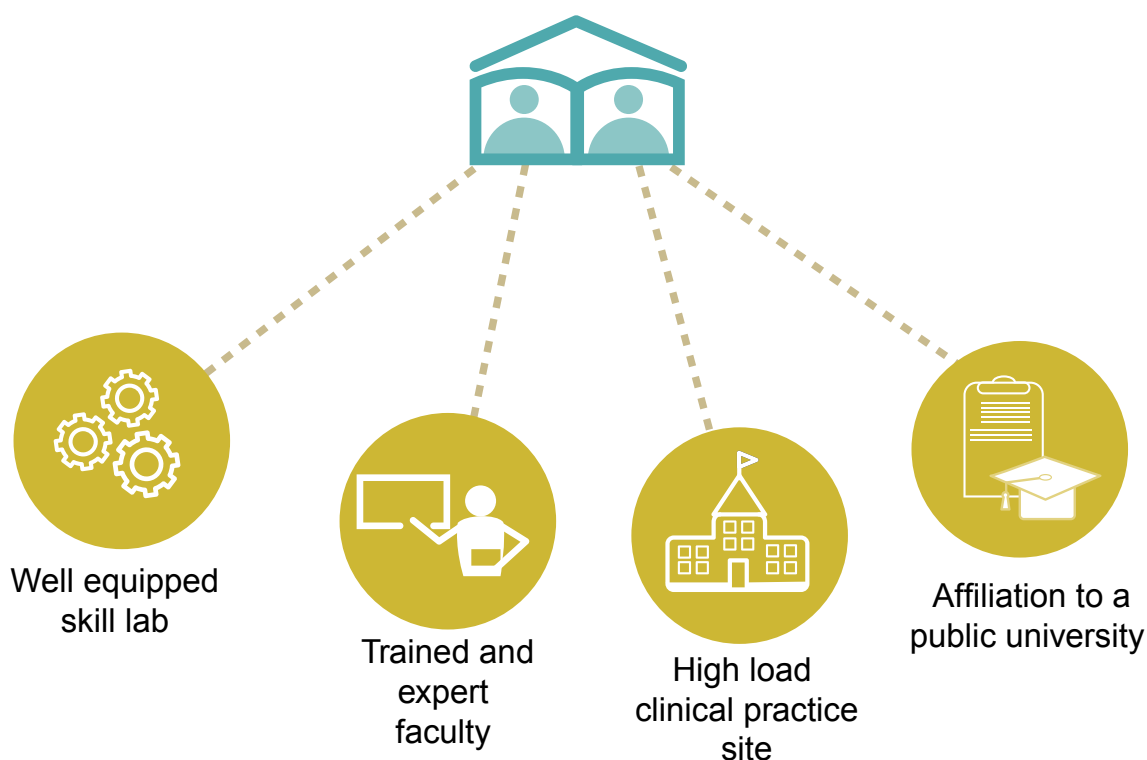 Well equipped
skill lab
Trained and
expert
faculty
High load
clinical practice
site
Affiliation to a
public university